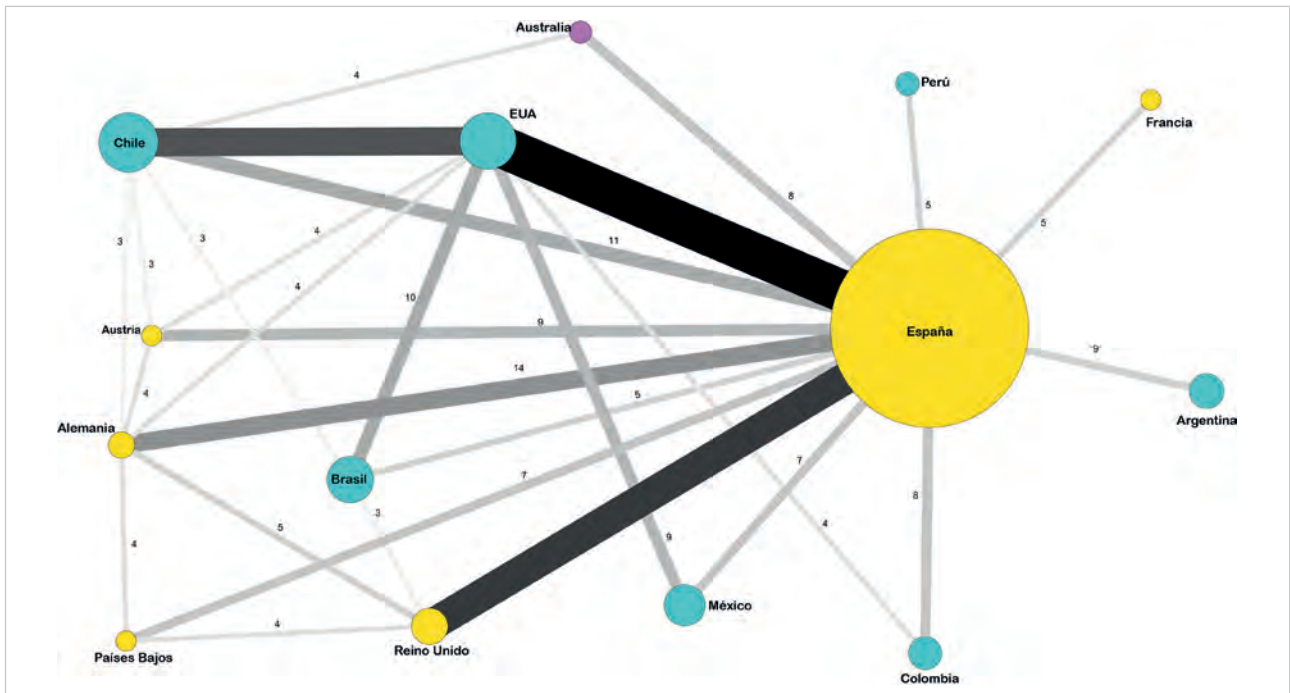 Australia
Perú
Francia
4
EUA
Chile
8
5
5
3
3
3
4
11
4
10
9
España
Austria
14
9
Argentina
4
5
Alemania
7
7
Brasil
8
3
5
4
9
4
México
4
Reino Unido
Países Bajos
Colombia